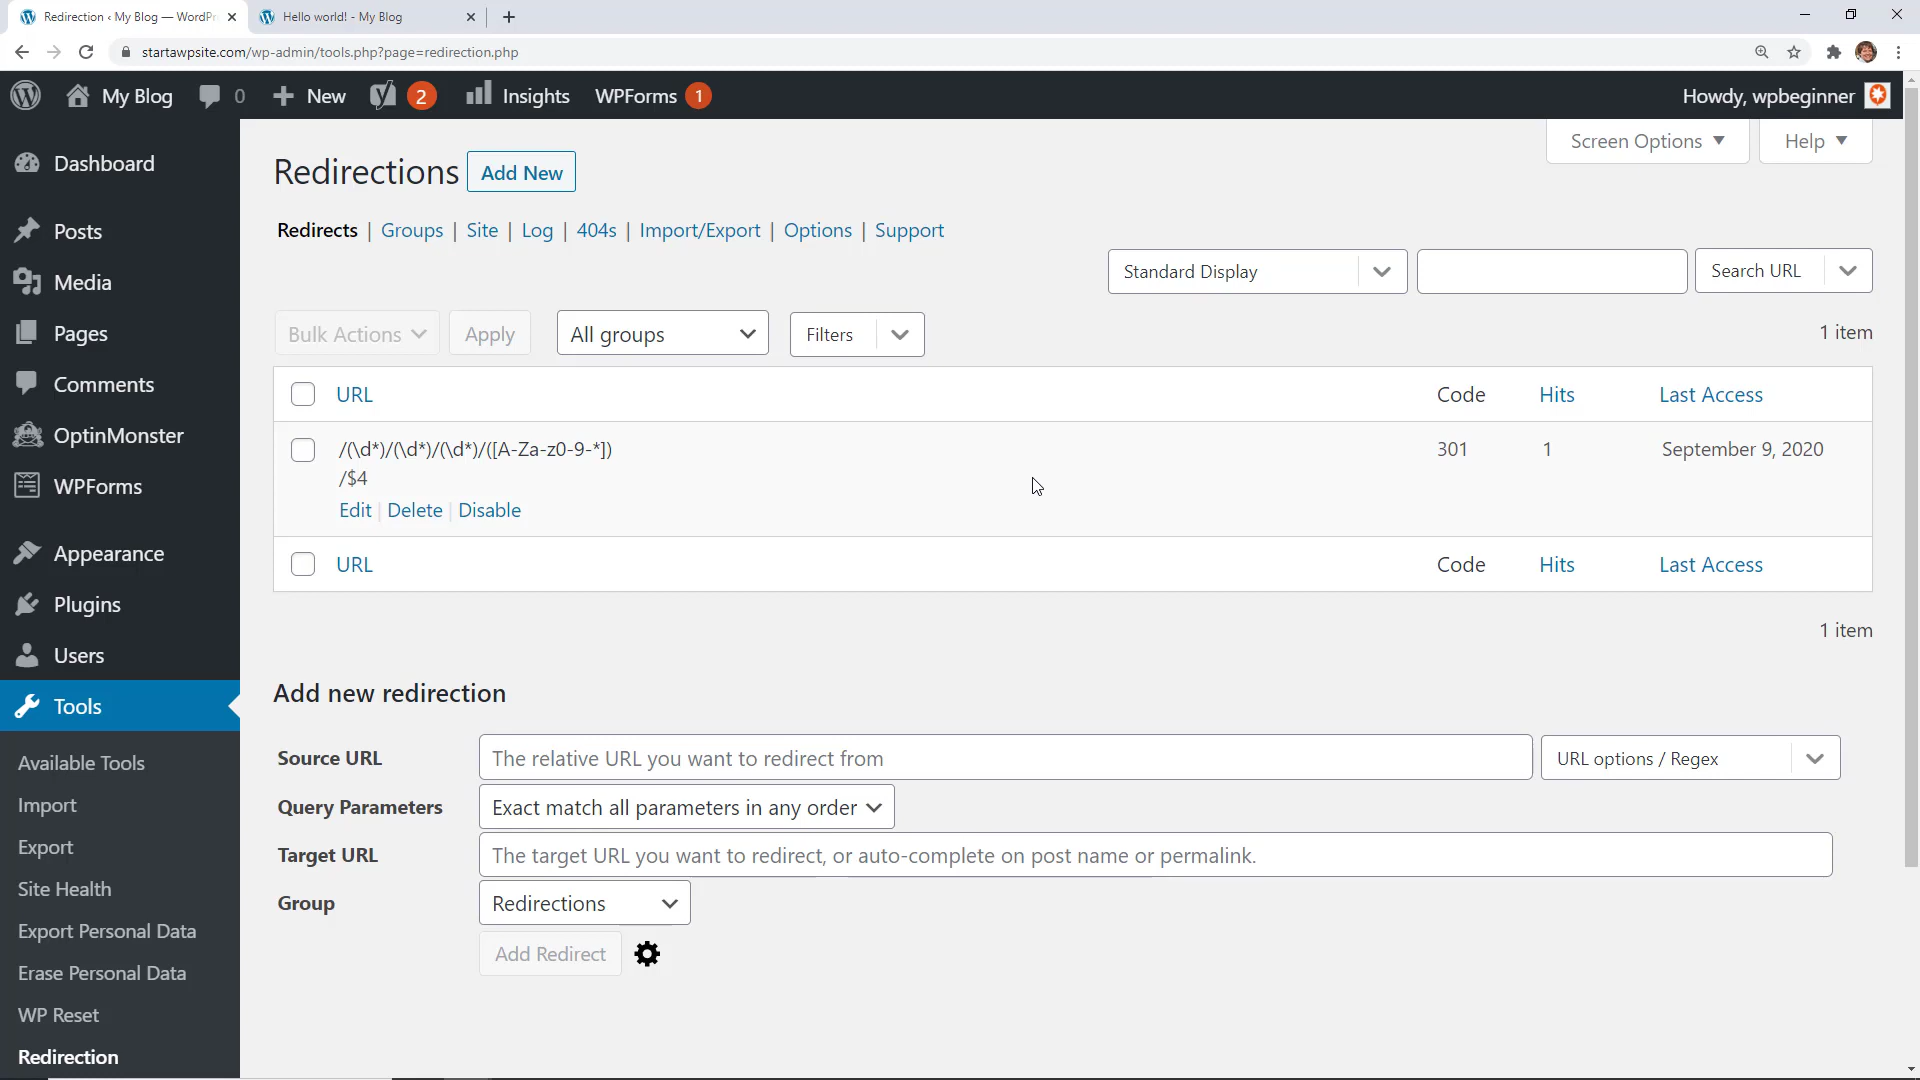 Redirection ‹ My Blog — WordPr
Hello world! - My Blog
startawpsite.com/wp-admin/tools.php?page=redirection.php
My Blog 0 New 2 Insights WPForms 1 Howdy, wpbeginner
Screen Options Help
Dashboard
Posts
Media
Pages
Comments
OptinMonster
WPForms
Appearance
Plugins
Users
Tools
Available Tools
Import
Export
Site Health
Export Personal Data
Erase Personal Data
WP Reset
Redirection
Redirections Add New
Redirects | Groups | Site | Log | 404s | Import/Export | Options | Support
Standard Display Search URL
Bulk Actions Apply All groups Filters 1 item
URL Code Hits Last Access
/(\d*)/(\d*)/(\d*)/([A-Za-z0-9-*]) 301 1 September 9, 2020
/$4
Edit | Delete | Disable
URL Code Hits Last Access
1 item
Add new redirection
Source URL The relative URL you want to redirect from URL options / Regex
Query Parameters Exact match all parameters in any order
Target URL The target URL you want to redirect, or auto-complete on post name or permalink.
Group Redirections
Add Redirect